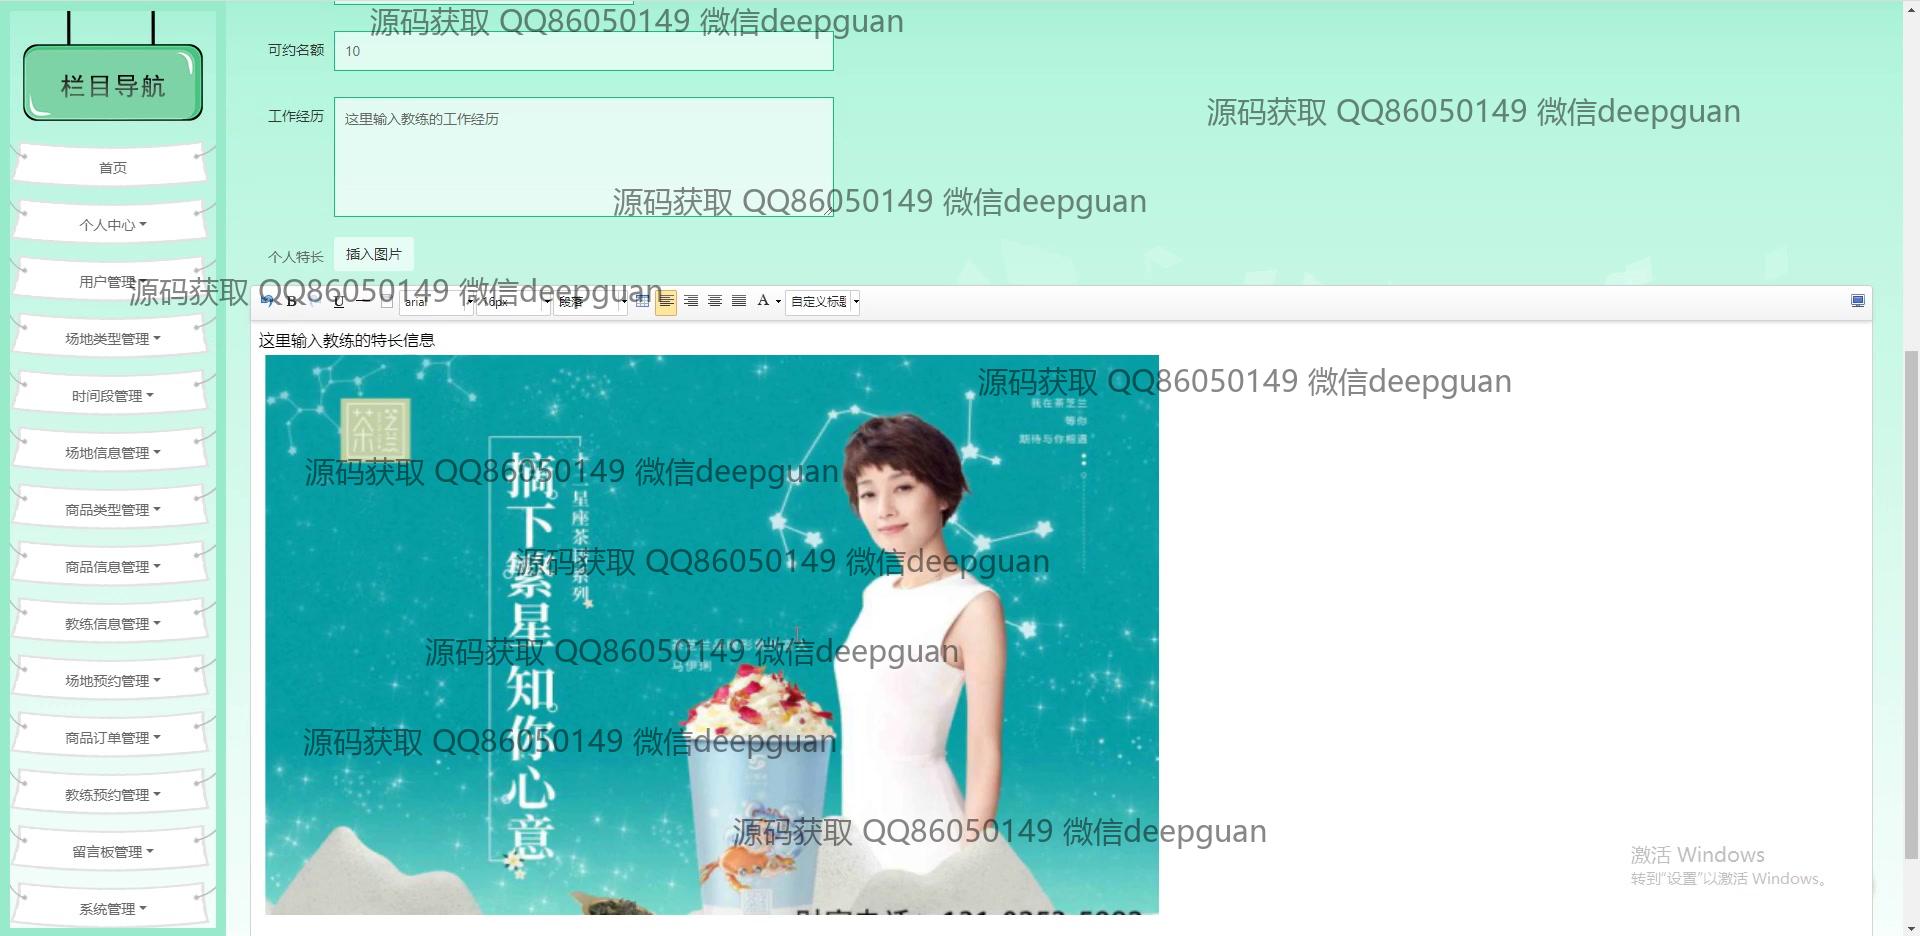 源码获取 QQ86050149 微信deepguan
可约名额
10
源码获取 QQ86050149 微信deepguan
工作经历
这里输入教练的工作经历
源码获取 QQ86050149 微信deepguan
个人特长
插入图片
源码获取 QQ86050149 微信deepguan
B
U
arial
16px
段落
A
自定义标题
这里输入教练的特长信息
源码获取 QQ86050149 微信deepguan
我在茶芝兰
等你
期待与你相遇
茶芝兰
摘下繁星 知你心意
源码获取 QQ86050149 微信deepguan
源码获取 QQ86050149 微信deepguan
源码获取 QQ86050149 微信deepguan
马伊琍
源码获取 QQ86050149 微信deepguan
源码获取 QQ86050149 微信deepguan
激活 Windows
转到“设置”以激活 Windows。
栏目导航
首页
个人中心
用户管理
场地类型管理
时间段管理
场地信息管理
商品类型管理
商品信息管理
教练信息管理
场地预约管理
商品订单管理
教练预约管理
留言板管理
系统管理